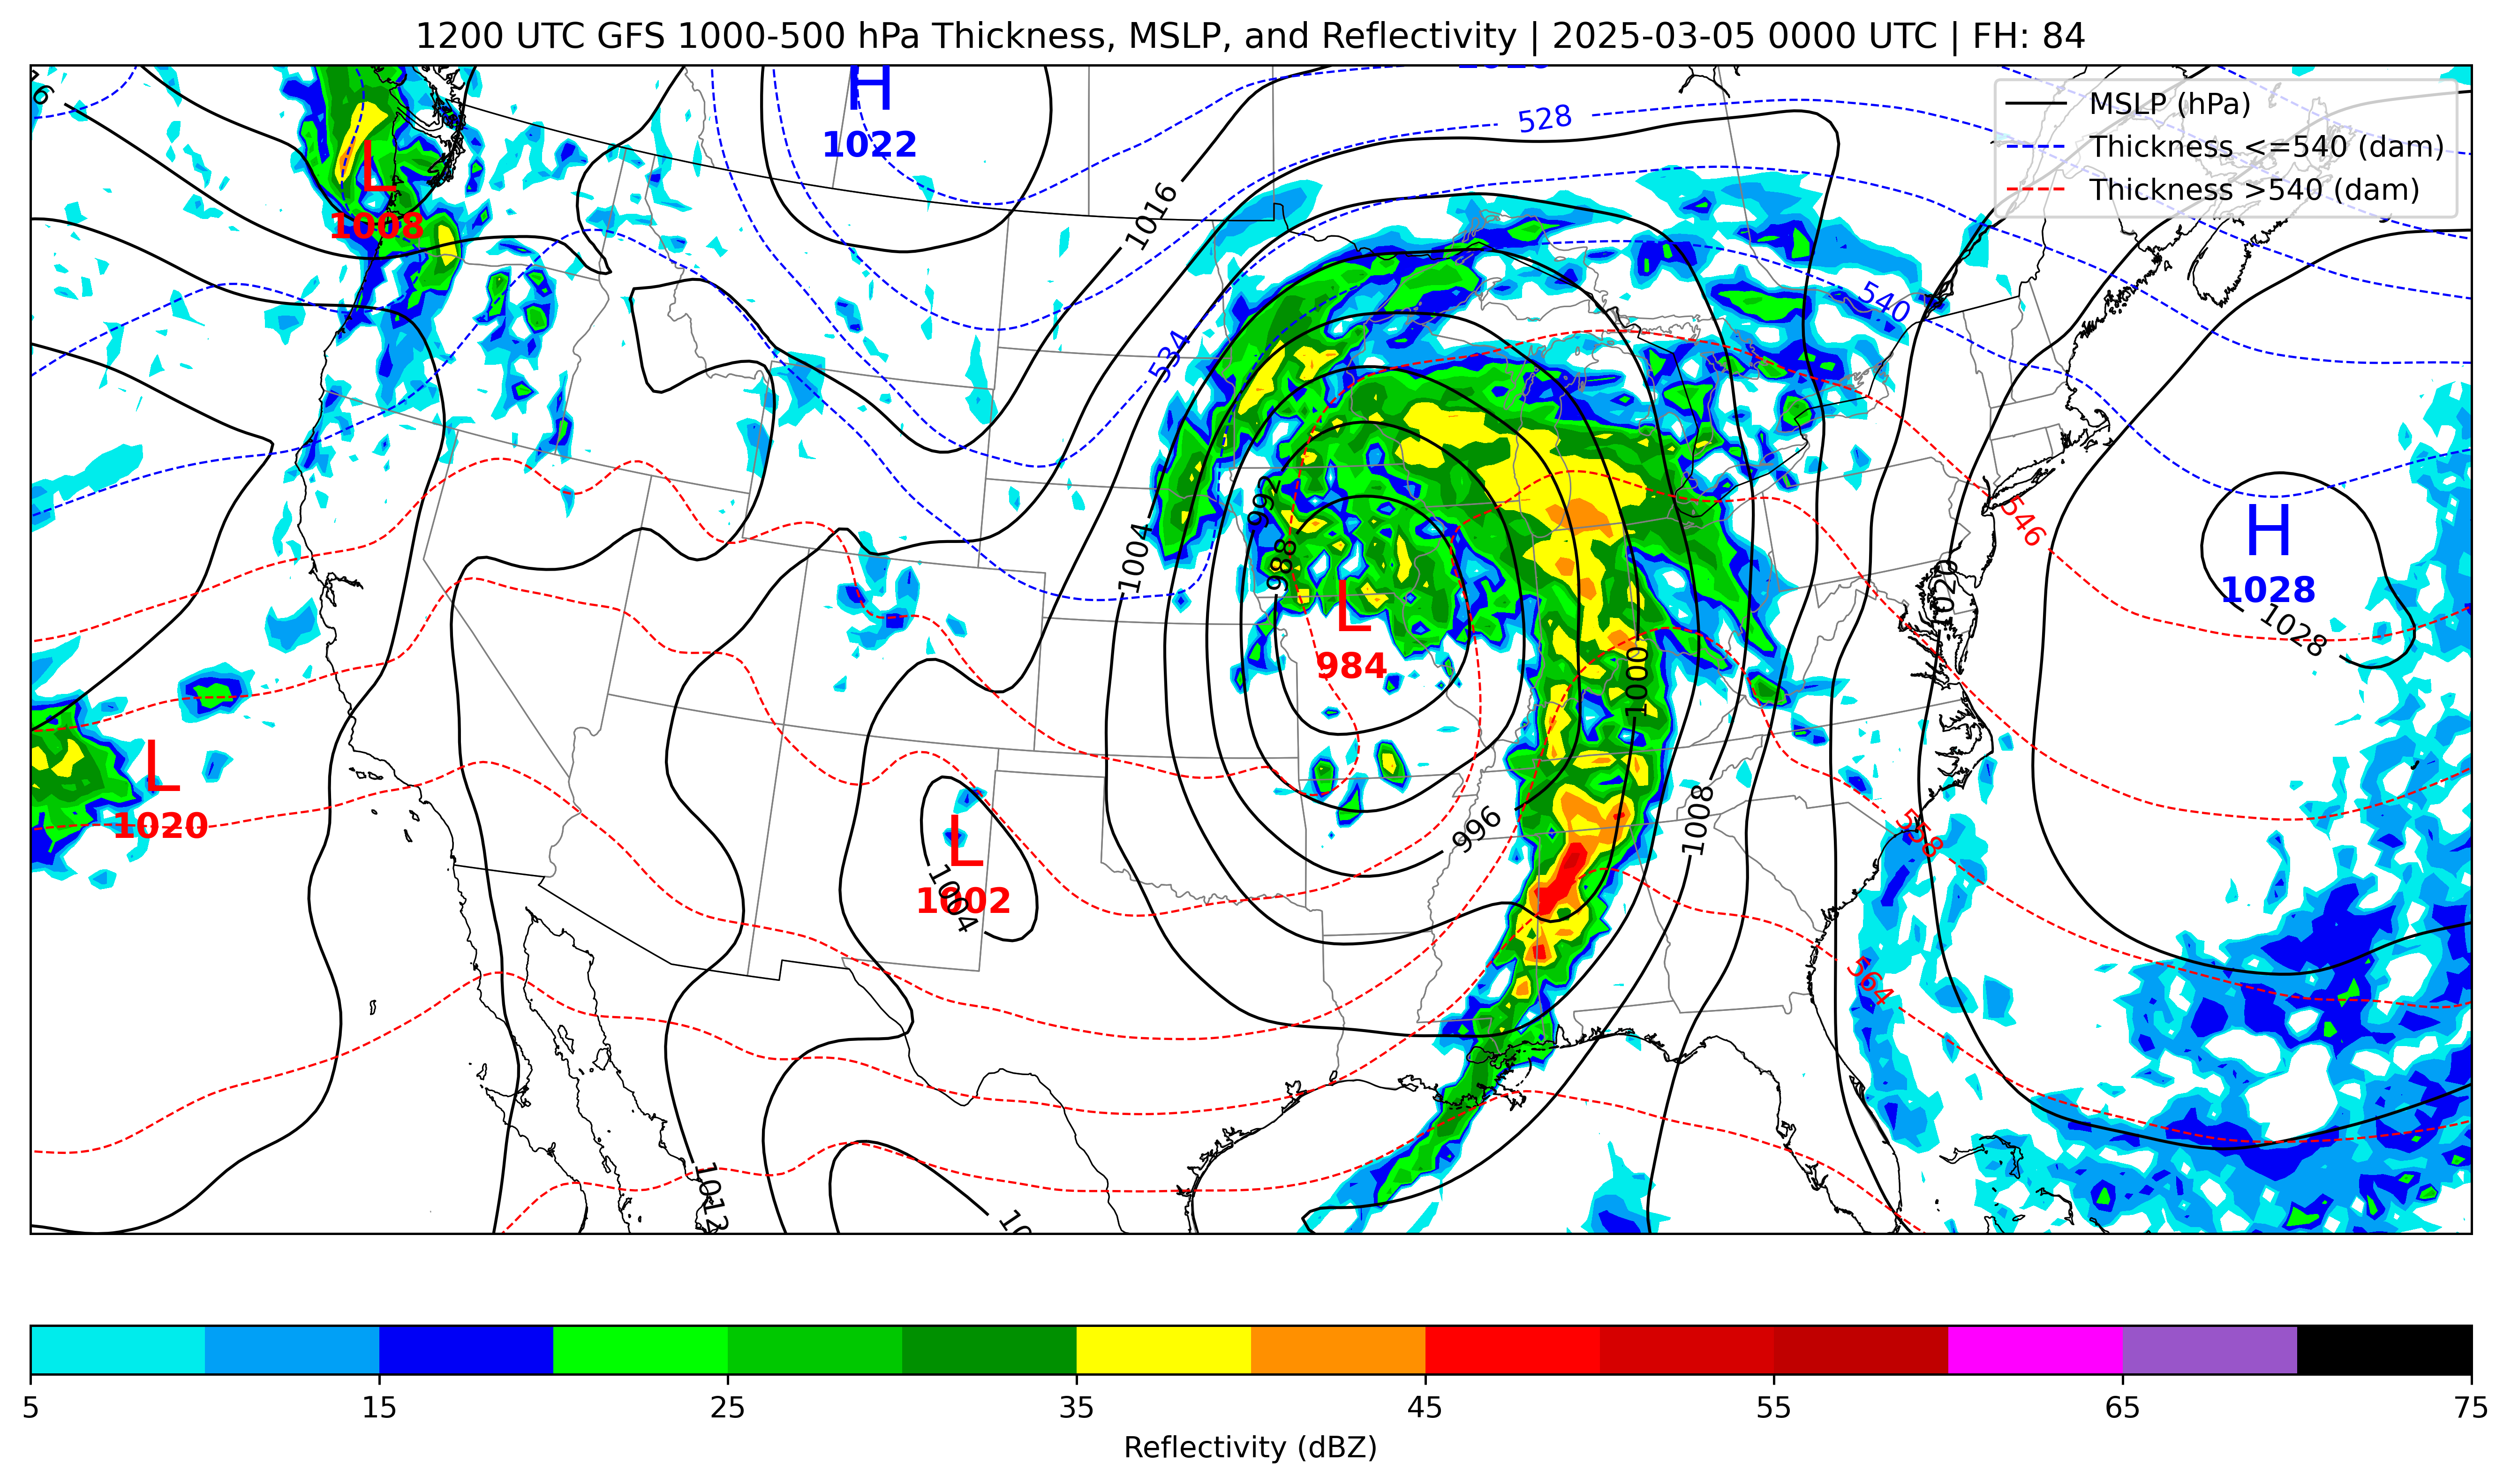 1200 UTC GFS 1000-500 hPa Thickness, MSLP, and Reflectivity | 2025-03-05 0000 UTC | FH: 84
MSLP (hPa)
Thickness <=540 (dam)
Thickness >540 (dam)
H
1022
528
1016
L
1008
540
534
546
992
1004
988
H
1028
1028
1020
L
984
1000
L
1020
1008
996
558
L
1002
1004
564
1012
5
15
25
35
45
55
65
75
Reflectivity (dBZ)